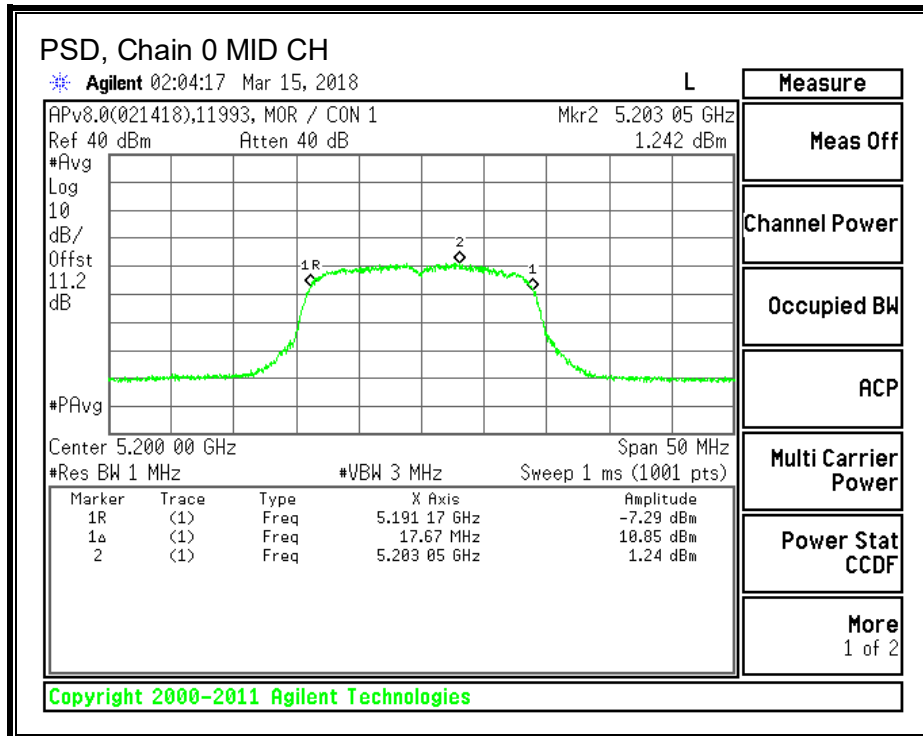 PSD, Chain 0 MID CH
Agilent 02:04:17 Mar 15, 2018 L
APv8.0(021418),11993, MOR / CON 1 Mkr2 5.203 05 GHz
Ref 40 dBm Atten 40 dB 1.242 dBm
#Avg
Log
10
dB/
Offst
11.2
dB
1R
2
1
#PAvg
Center 5.200 00 GHz Span 50 MHz
#Res BW 1 MHz #VBW 3 MHz Sweep 1 ms (1001 pts)
Marker Trace Type X Axis Amplitude
1R (1) Freq 5.191 17 GHz -7.29 dBm
1Δ (1) Freq 17.67 MHz 10.85 dBm
2 (1) Freq 5.203 05 GHz 1.24 dBm
Measure
Meas Off
Channel Power
Occupied BW
ACP
Multi Carrier
Power
Power Stat
CCDF
More
1 of 2
Copyright 2000-2011 Agilent Technologies